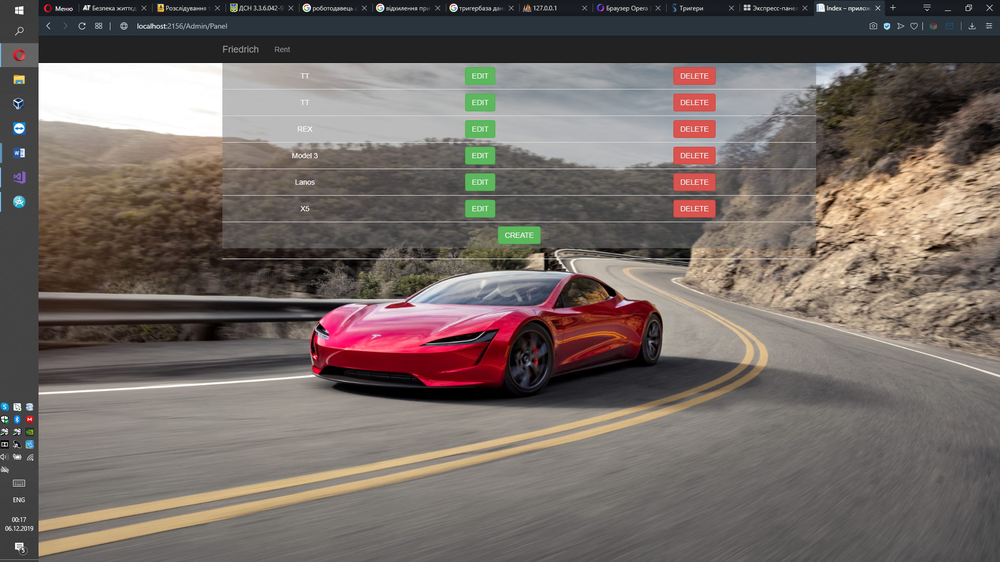 Меню
Безпека життєд
Розслідування т
ДСН 3.3.6.042-9
роботодавець ц
відхилення при
тригербаза дан
127.0.0.1
Браузер Opera |
Тригери
Экспресс-панел
Index – прилож
localhost:2156/Admin/Panel
Friedrich Rent
TT EDIT DELETE
TT EDIT DELETE
REX EDIT DELETE
Model 3 EDIT DELETE
Lanos EDIT DELETE
X5 EDIT DELETE
CREATE
ENG
00:17
06.12.2019
5